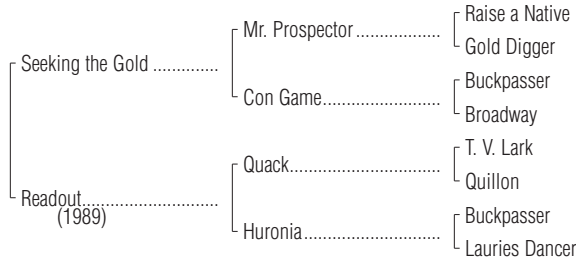 Raise a Native
Mr. Prospector ..................
Gold Digger
Seeking the Gold ..............
Buckpasser
Con Game.........................
Broadway
T. V. Lark
Quack................................
Quillon
Readout.............................
(1989)
Buckpasser
Huronia.............................
Lauries Dancer